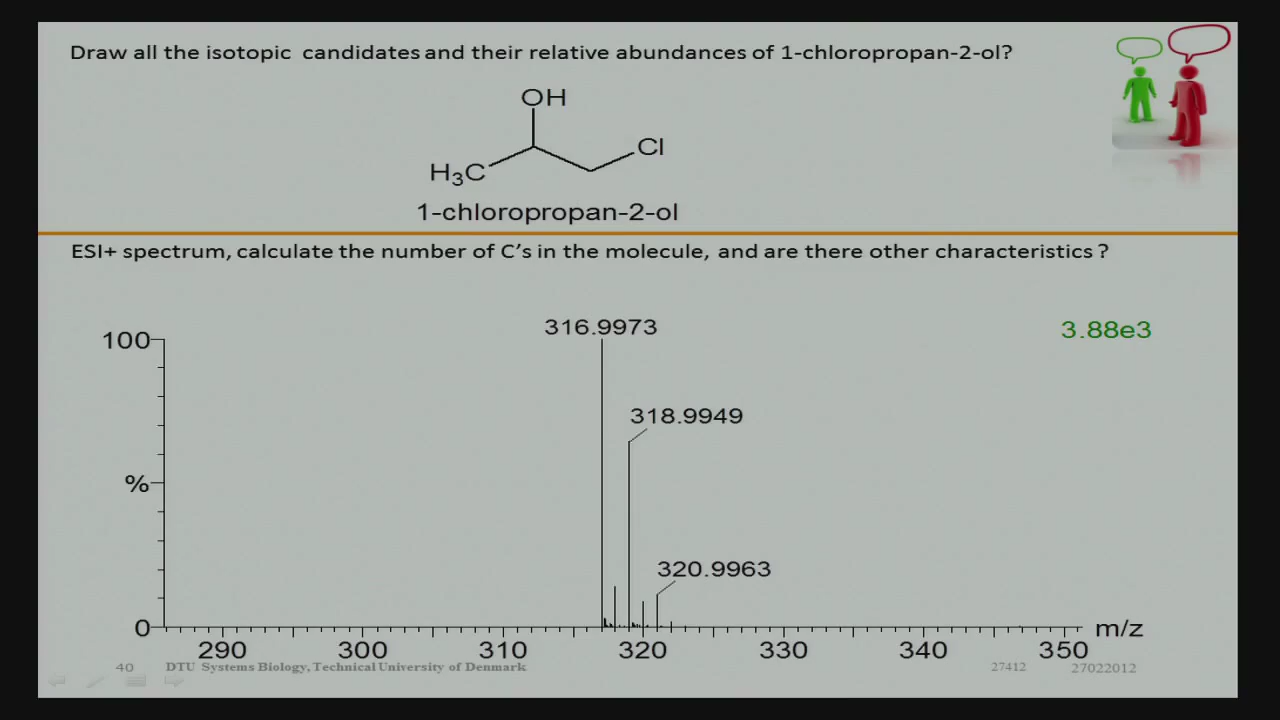 Draw all the isotopic candidates and their relative abundances of 1-chloropropan-2-ol?
OH
Cl
H₃C
1-chloropropan-2-ol
ESI+ spectrum, calculate the number of C's in the molecule, and are there other characteristics ?
316.9973
3.88e3
100
318.9949
%
320.9963
0
m/z
290 300 310 320 330 340 350
40 DTU Systems Biology, Technical University of Denmark 27412 27022012